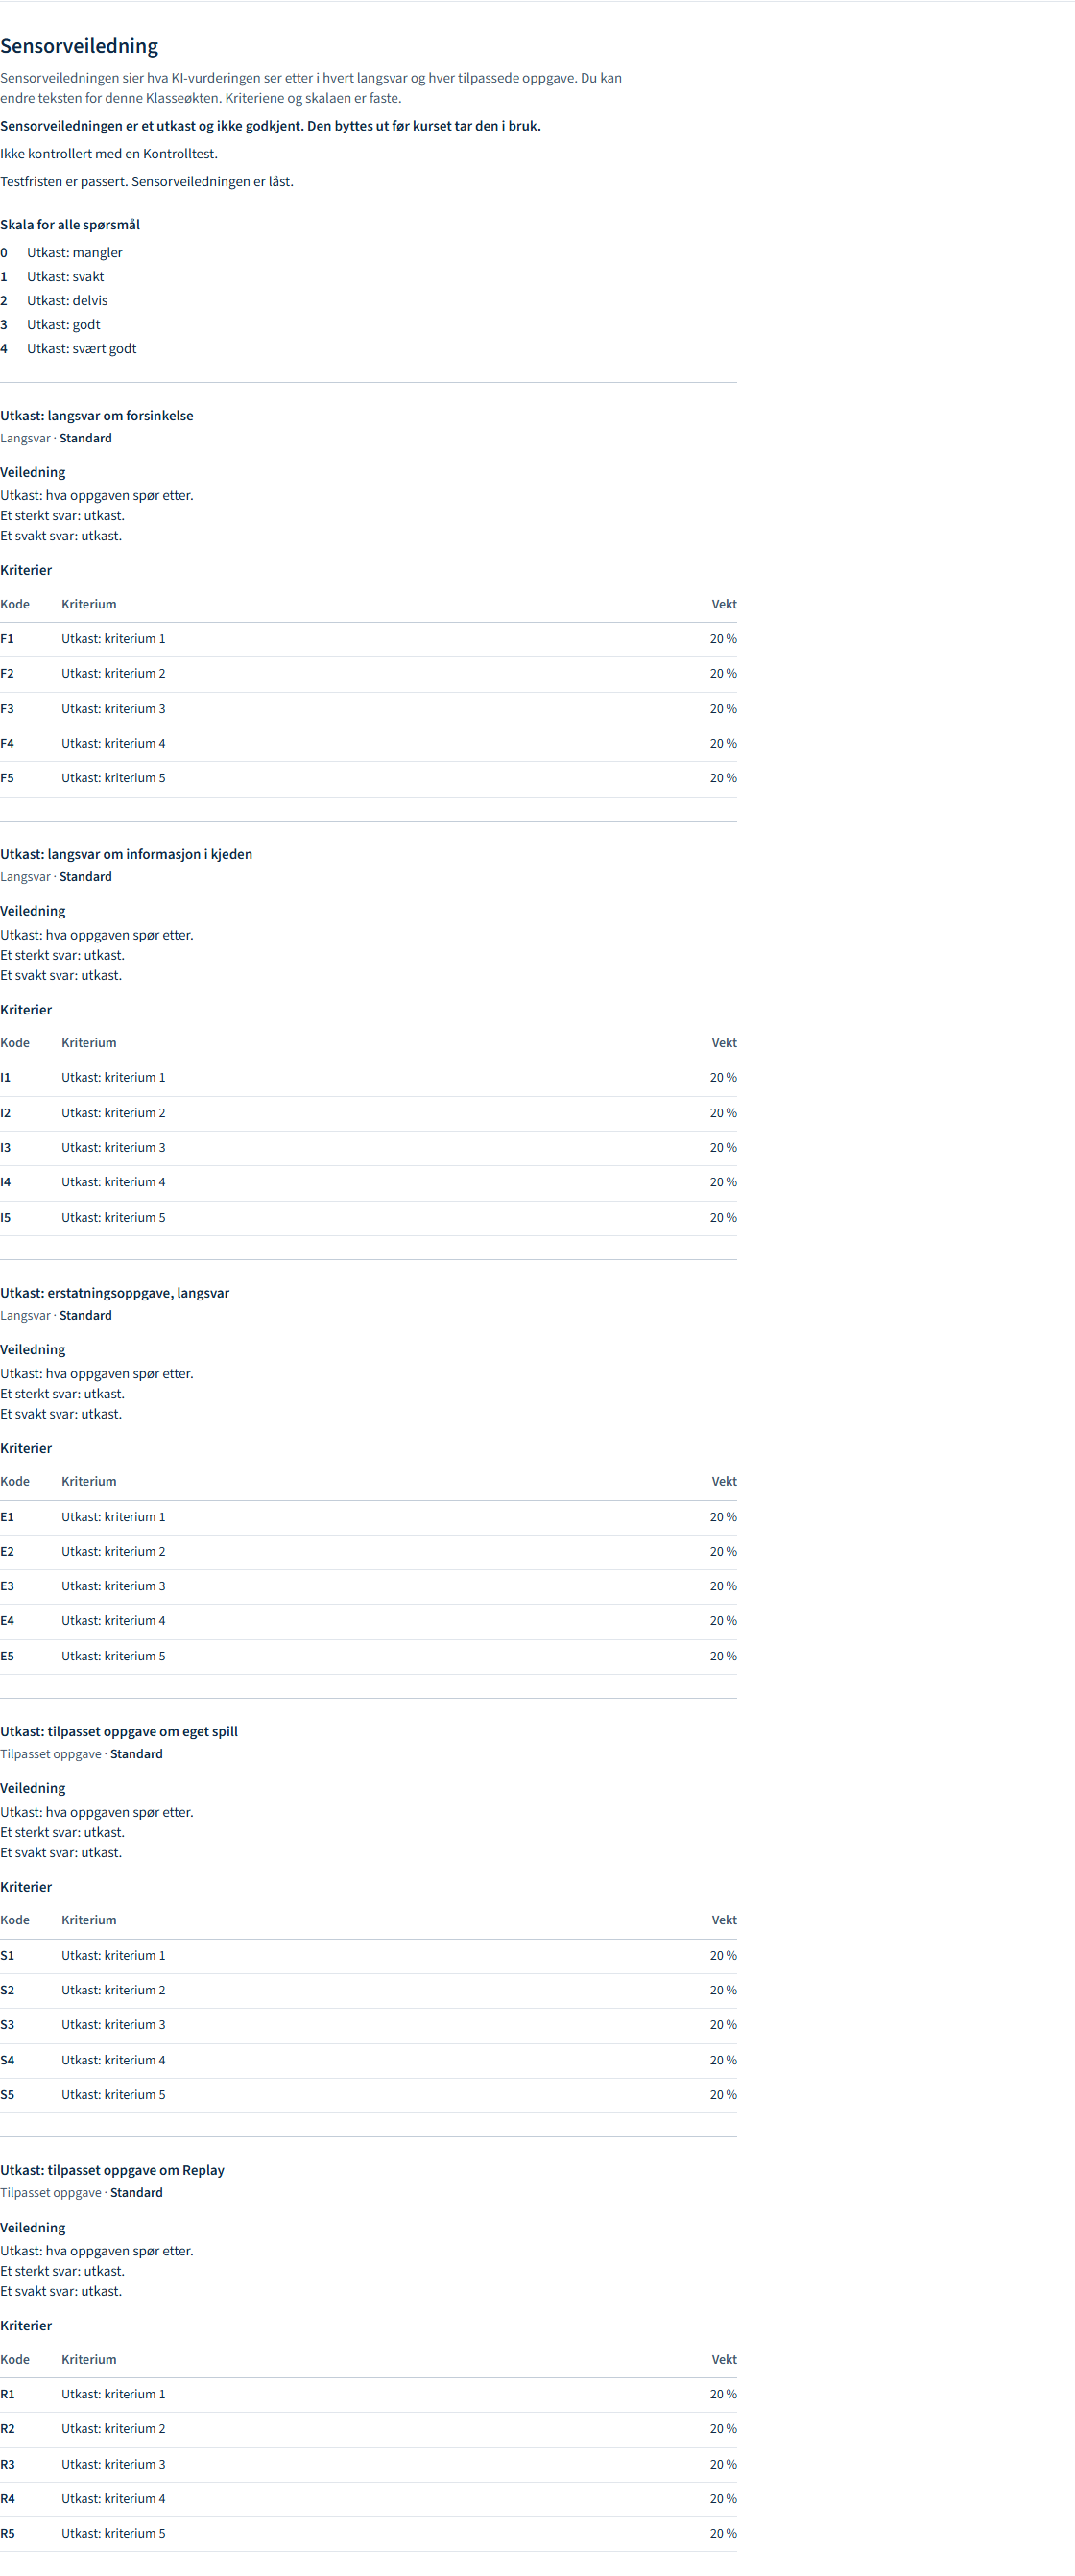 Sensorveiledning
Sensorveiledningen sier hva KI-vurderingen ser etter i hvert langsvar og hver tilpassede oppgave. Du kan
endre teksten for denne Klasseøkten. Kriteriene og skalaen er faste.
Sensorveiledningen er et utkast og ikke godkjent. Den byttes ut før kurset tar den i bruk.
Ikke kontrollert med en Kontrolltest.
Testfristen er passert. Sensorveiledningen er låst.
Skala for alle spørsmål
0 Utkast: mangler
1 Utkast: svakt
2 Utkast: delvis
3 Utkast: godt
4 Utkast: svært godt
Utkast: langsvar om forsinkelse
Langsvar · Standard
Veiledning
Utkast: hva oppgaven spør etter.
Et sterkt svar: utkast.
Et svakt svar: utkast.
Kriterier
Kode Kriterium Vekt
F1 Utkast: kriterium 1 20 %
F2 Utkast: kriterium 2 20 %
F3 Utkast: kriterium 3 20 %
F4 Utkast: kriterium 4 20 %
F5 Utkast: kriterium 5 20 %
Utkast: langsvar om informasjon i kjeden
Langsvar · Standard
Veiledning
Utkast: hva oppgaven spør etter.
Et sterkt svar: utkast.
Et svakt svar: utkast.
Kriterier
Kode Kriterium Vekt
I1 Utkast: kriterium 1 20 %
I2 Utkast: kriterium 2 20 %
I3 Utkast: kriterium 3 20 %
I4 Utkast: kriterium 4 20 %
I5 Utkast: kriterium 5 20 %
Utkast: erstatningsoppgave, langsvar
Langsvar · Standard
Veiledning
Utkast: hva oppgaven spør etter.
Et sterkt svar: utkast.
Et svakt svar: utkast.
Kriterier
Kode Kriterium Vekt
E1 Utkast: kriterium 1 20 %
E2 Utkast: kriterium 2 20 %
E3 Utkast: kriterium 3 20 %
E4 Utkast: kriterium 4 20 %
E5 Utkast: kriterium 5 20 %
Utkast: tilpasset oppgave om eget spill
Tilpasset oppgave · Standard
Veiledning
Utkast: hva oppgaven spør etter.
Et sterkt svar: utkast.
Et svakt svar: utkast.
Kriterier
Kode Kriterium Vekt
S1 Utkast: kriterium 1 20 %
S2 Utkast: kriterium 2 20 %
S3 Utkast: kriterium 3 20 %
S4 Utkast: kriterium 4 20 %
S5 Utkast: kriterium 5 20 %
Utkast: tilpasset oppgave om Replay
Tilpasset oppgave · Standard
Veiledning
Utkast: hva oppgaven spør etter.
Et sterkt svar: utkast.
Et svakt svar: utkast.
Kriterier
Kode Kriterium Vekt
R1 Utkast: kriterium 1 20 %
R2 Utkast: kriterium 2 20 %
R3 Utkast: kriterium 3 20 %
R4 Utkast: kriterium 4 20 %
R5 Utkast: kriterium 5 20 %